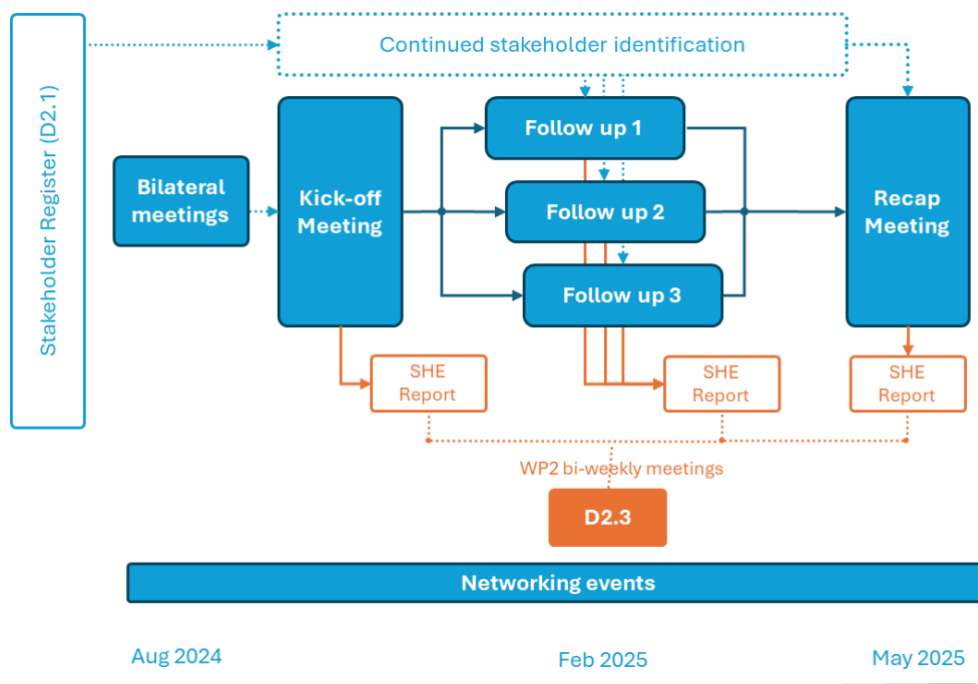 Stakeholder Register (D2.1)
Continued stakeholder identification
Bilateral
meetings
Kick-off
Meeting
Follow up 1
Follow up 2
Follow up 3
Recap
Meeting
SHE
Report
SHE
Report
SHE
Report
WP2 bi-weekly meetings
D2.3
Networking events
Aug 2024
Feb 2025
May 2025